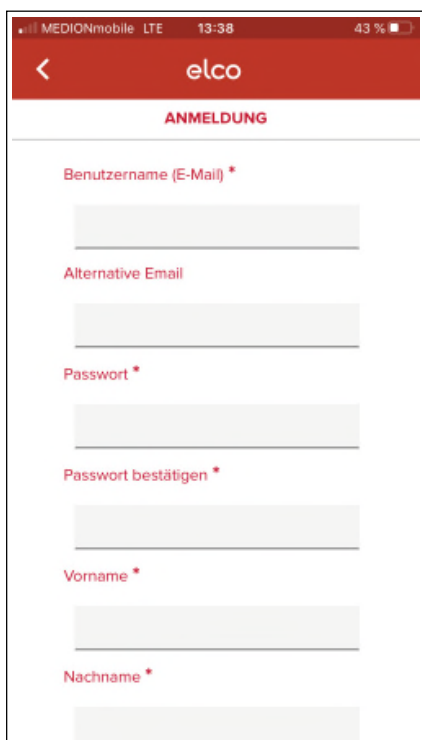 MEDIONmobile LTE 13:38 43 %
elco
ANMELDUNG
Benutzername (E-Mail) *
Alternative Email
Passwort *
Passwort bestätigen *
Vorname *
Nachname *